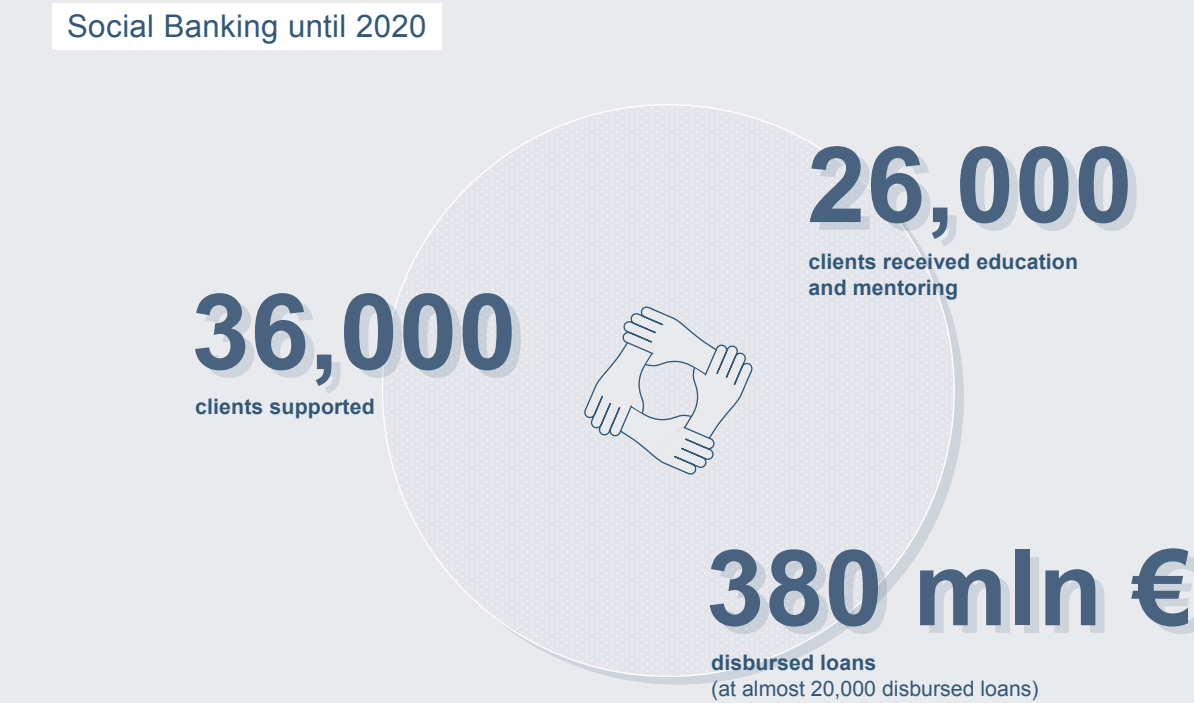 Social Banking until 2020
26,000
clients received education
and mentoring
36,000
clients supported
380 mln €
disbursed loans
(at almost 20,000 disbursed loans)